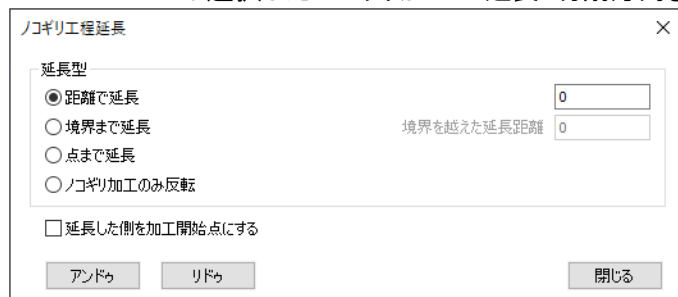 ノコギリ工程延長
延長型
距離で延長 0
境界まで延長 境界を越えた延長距離 0
点まで延長
ノコギリ加工のみ反転
延長した側を加工開始点にする
アンドゥ リドゥ 閉じる